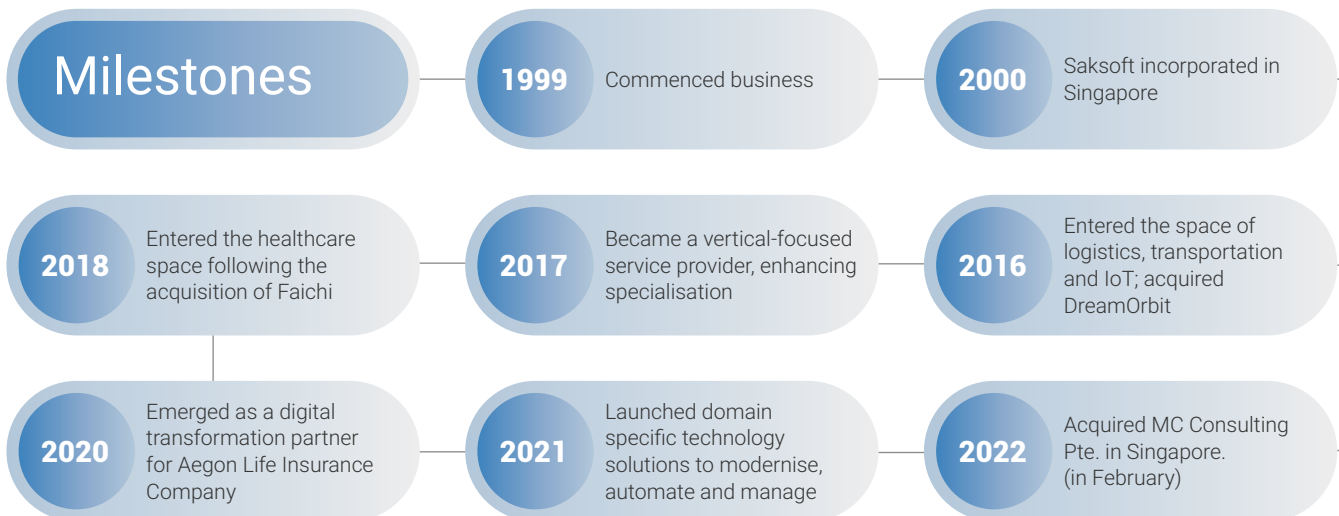 Milestones
1999
Commenced business
2000
Saksoft incorporated in
Singapore
2018
Entered the healthcare
space following the
acquisition of Faichi
2017
Became a vertical-focused
service provider, enhancing
specialisation
2016
Entered the space of
logistics, transportation
and IoT; acquired
DreamOrbit
2020
Emerged as a digital
transformation partner
for Aegon Life Insurance
Company
2021
Launched domain
specific technology
solutions to modernise,
automate and manage
2022
Acquired MC Consulting
Pte. in Singapore.
(in February)